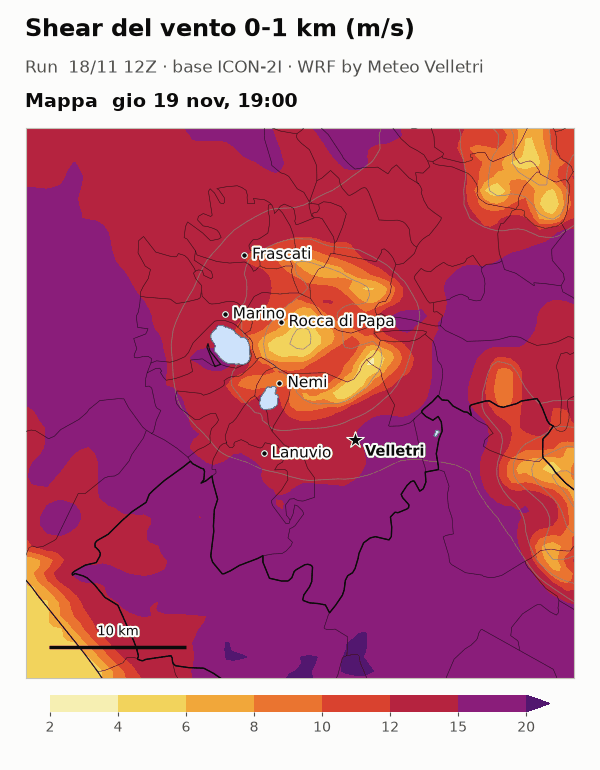 Shear del vento 0-1 km (m/s)
Run  18/11 12Z · base ICON-2I · WRF by Meteo Velletri
Mappa  gio 19 nov, 19:00
Frascati
Marino
Rocca di Papa
Nemi
Velletri
Lanuvio
10 km
2 4 6 8 10 12 15 20